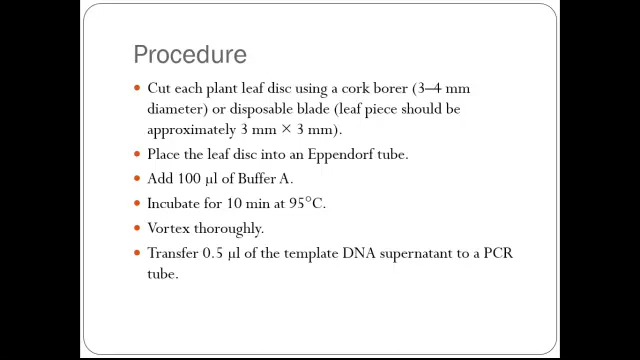 Procedure
• Cut each plant leaf disc using a cork borer (3–4 mm
diameter) or disposable blade (leaf piece should be
approximately 3 mm × 3 mm).
• Place the leaf disc into an Eppendorf tube.
• Add 100 µl of Buffer A.
• Incubate for 10 min at 95°C.
• Vortex thoroughly.
• Transfer 0.5 µl of the template DNA supernatant to a PCR
tube.